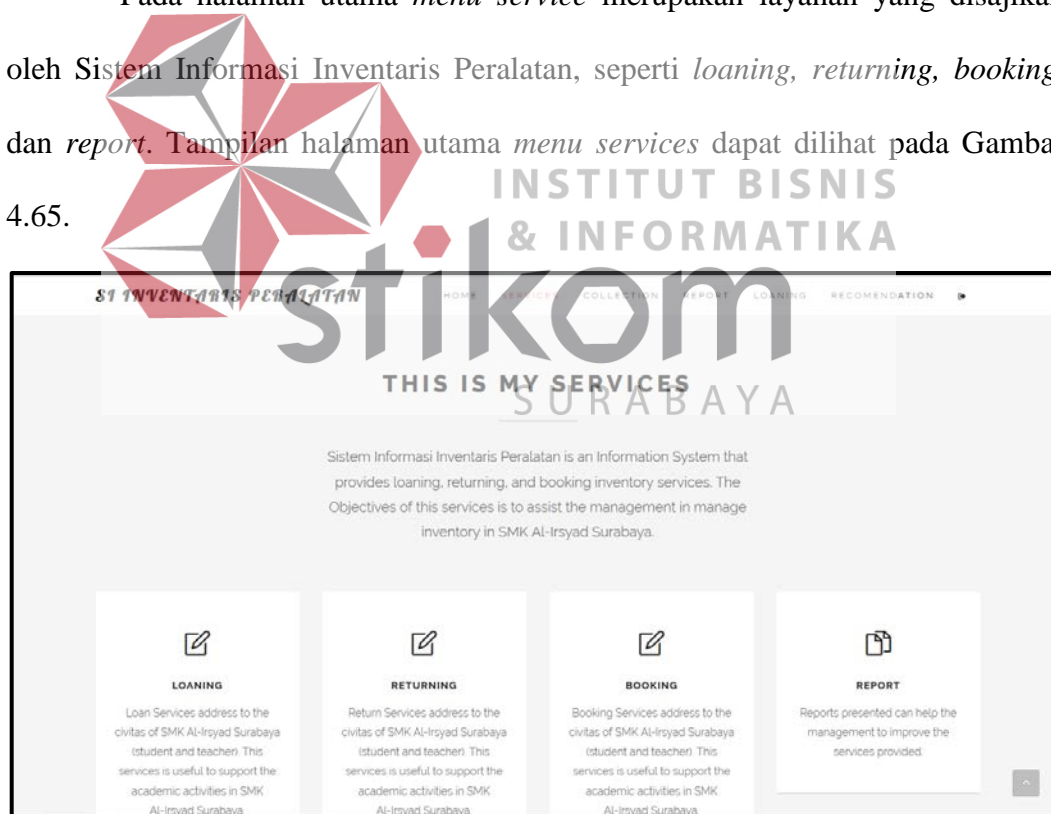 Pada halaman utama menu service merupakan layanan yang disajikan
oleh Sistem Informasi Inventaris Peralatan, seperti loaning, returning, booking
dan report. Tampilan halaman utama menu services dapat dilihat pada Gamba
4.65.
INSTITUT BISNIS
& INFORMATIKA
stikom
SURABAYA
SI INVENTARIS PERALATAN
HOME SERVICES COLLECTION REPORT LOANING RECOMENDATION
THIS IS MY SERVICES
Sistem Informasi Inventaris Peralatan is an Information System that
provides loaning, returning, and booking inventory services. The
Objectives of this services is to assist the management in manage
inventory in SMK Al-Irsyad Surabaya.
LOANING
Loan Services address to the
civitas of SMK Al-Irsyad Surabaya
(student and teacher). This
services is useful to support the
academic activities in SMK
Al-Irsyad Surabaya
RETURNING
Return Services address to the
civitas of SMK Al-Irsyad Surabaya
(student and teacher). This
services is useful to support the
academic activities in SMK
Al-Irsyad Surabaya
BOOKING
Booking Services address to the
civitas of SMK Al-Irsyad Surabaya
(student and teacher). This
services is useful to support the
academic activities in SMK
Al-Irsyad Surabaya
REPORT
Reports presented can help the
management to improve the
services provided.